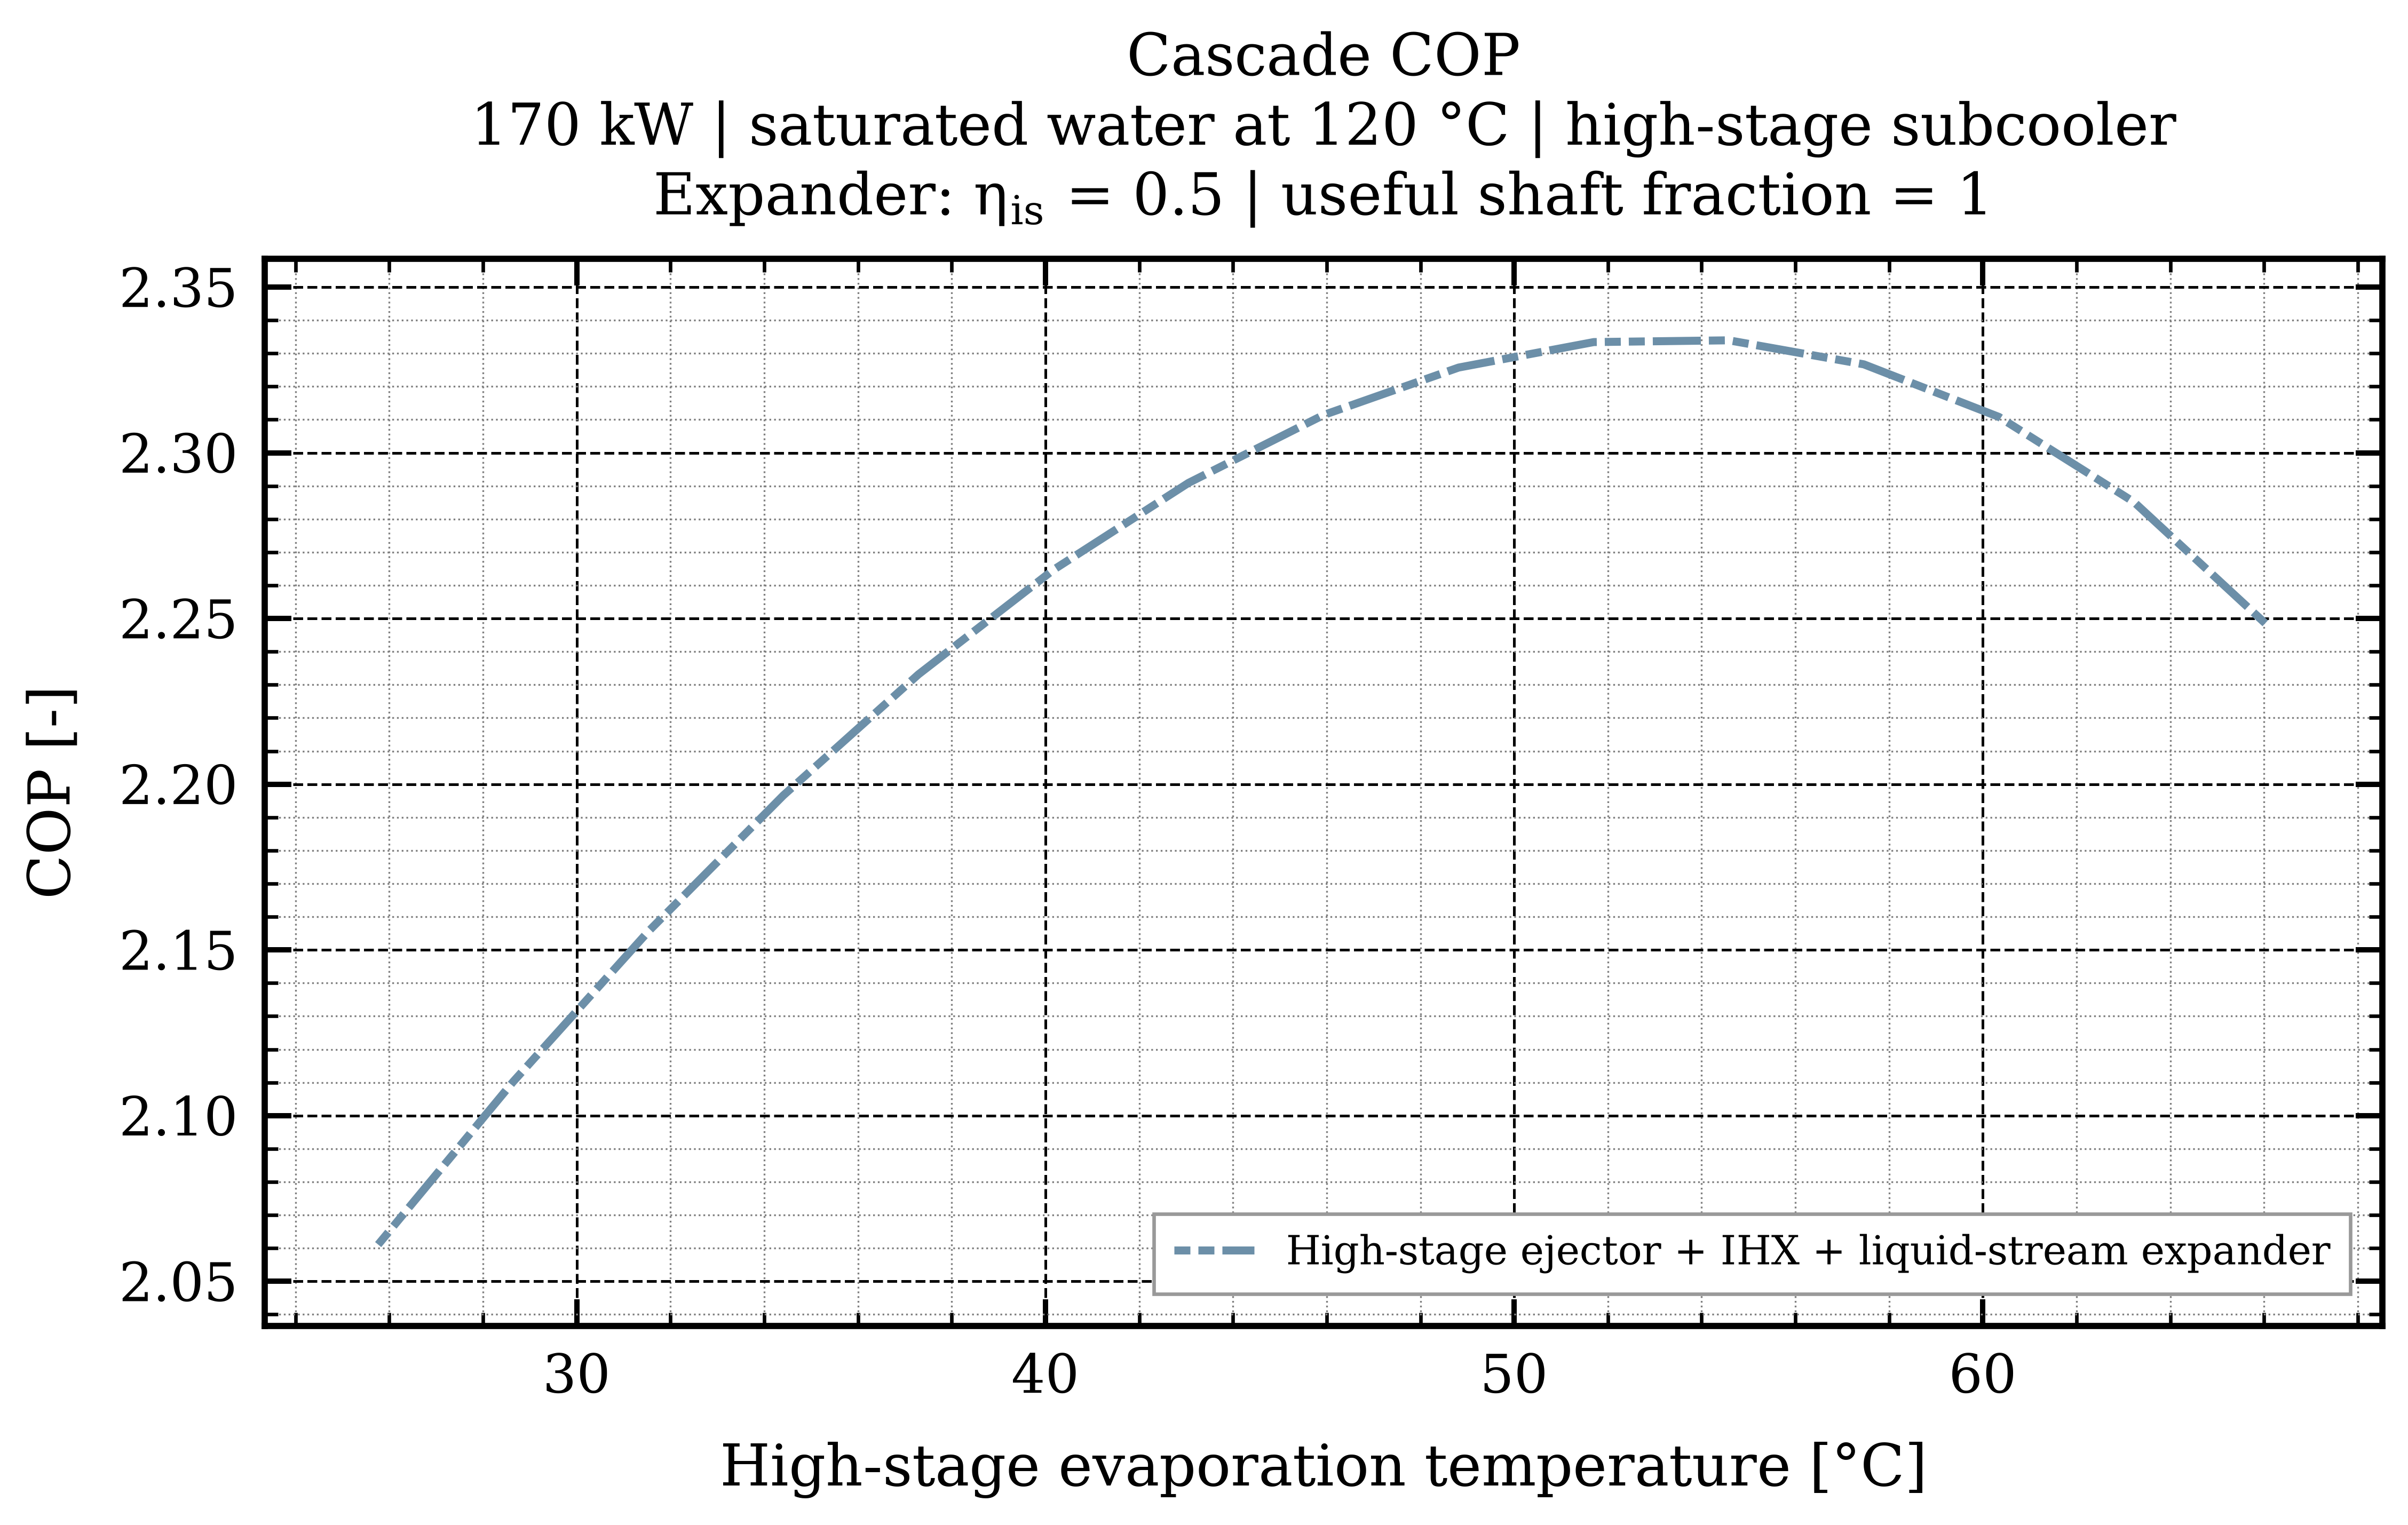 Cascade COP
170 kW | saturated water at 120 °C | high-stage subcooler
Expander: ηis = 0.5 | useful shaft fraction = 1
2.35
2.30
2.25
2.20
2.15
2.10
2.05
COP [-]
High-stage ejector + IHX + liquid-stream expander
30 40 50 60
High-stage evaporation temperature [°C]